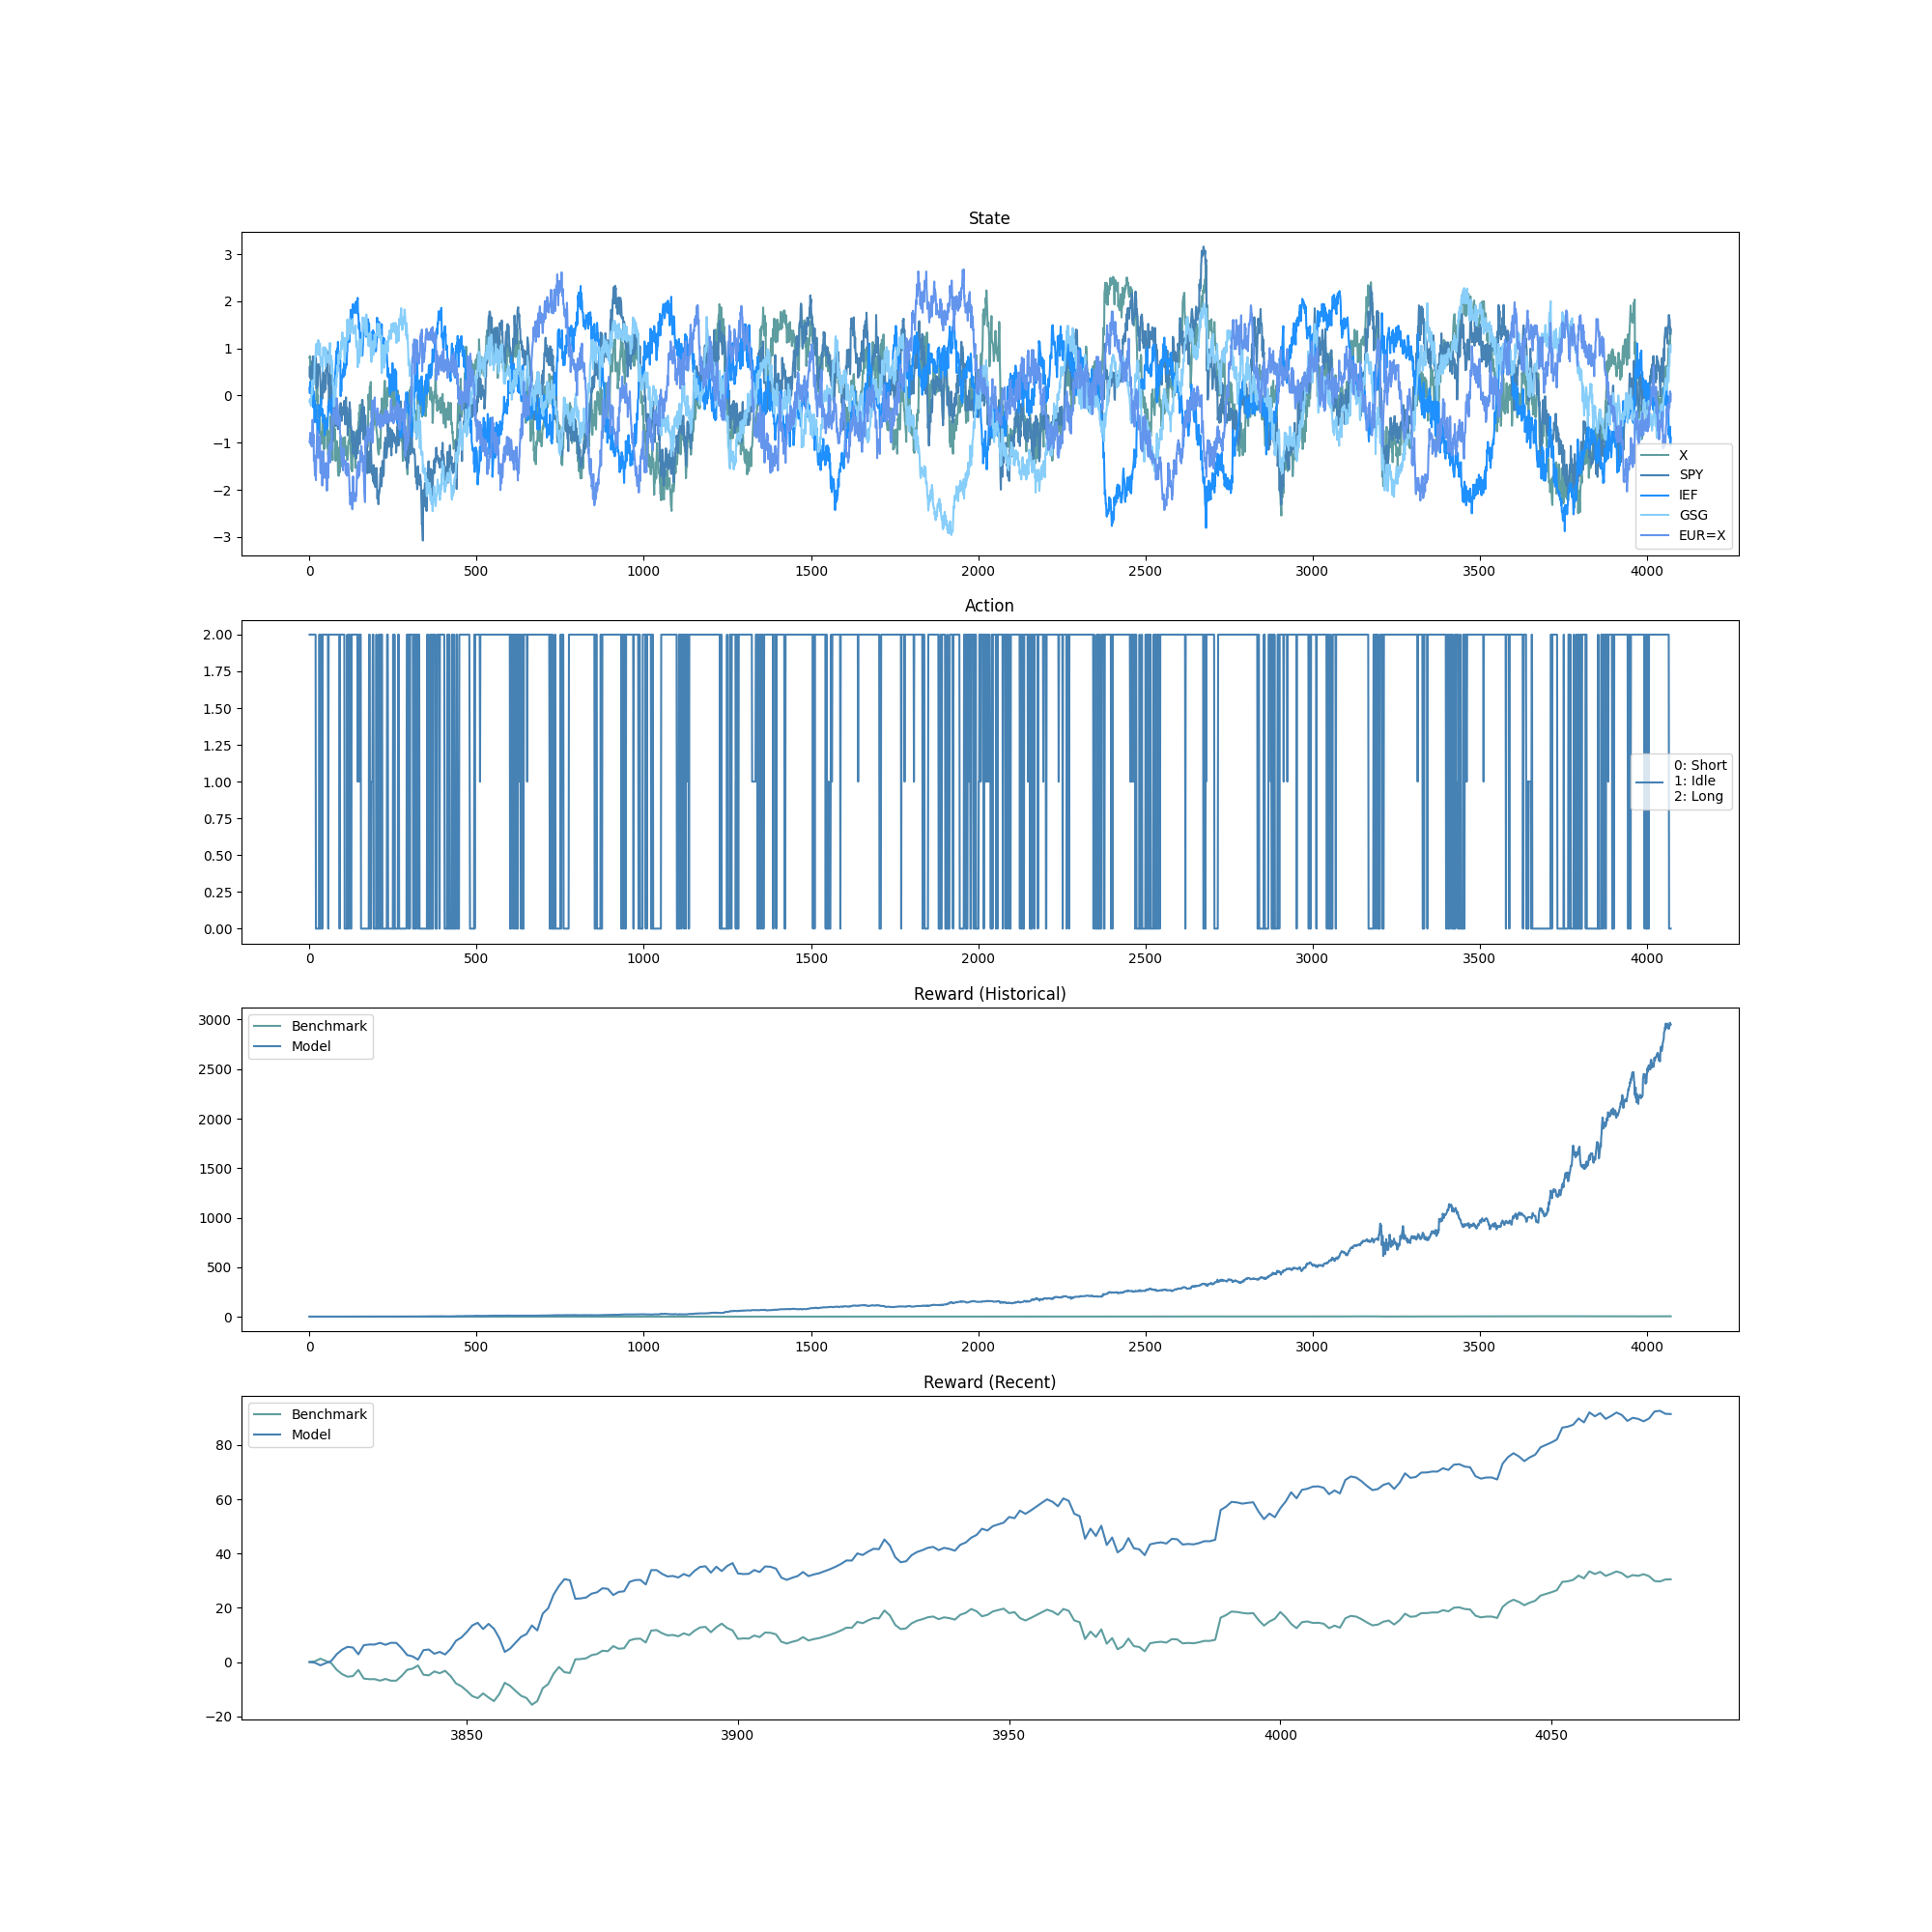 State
3
2
1
0
−1
−2
−3
X
SPY
IEF
GSG
EUR=X
0 500 1000 1500 2000 2500 3000 3500 4000
Action
2.00
1.75
1.50
1.25
1.00
0.75
0.50
0.25
0.00
0: Short
1: Idle
2: Long
0 500 1000 1500 2000 2500 3000 3500 4000
Reward (Historical)
3000
2500
2000
1500
1000
500
0
Benchmark
Model
0 500 1000 1500 2000 2500 3000 3500 4000
Reward (Recent)
Benchmark
Model
80
60
40
20
0
−20
3850 3900 3950 4000 4050